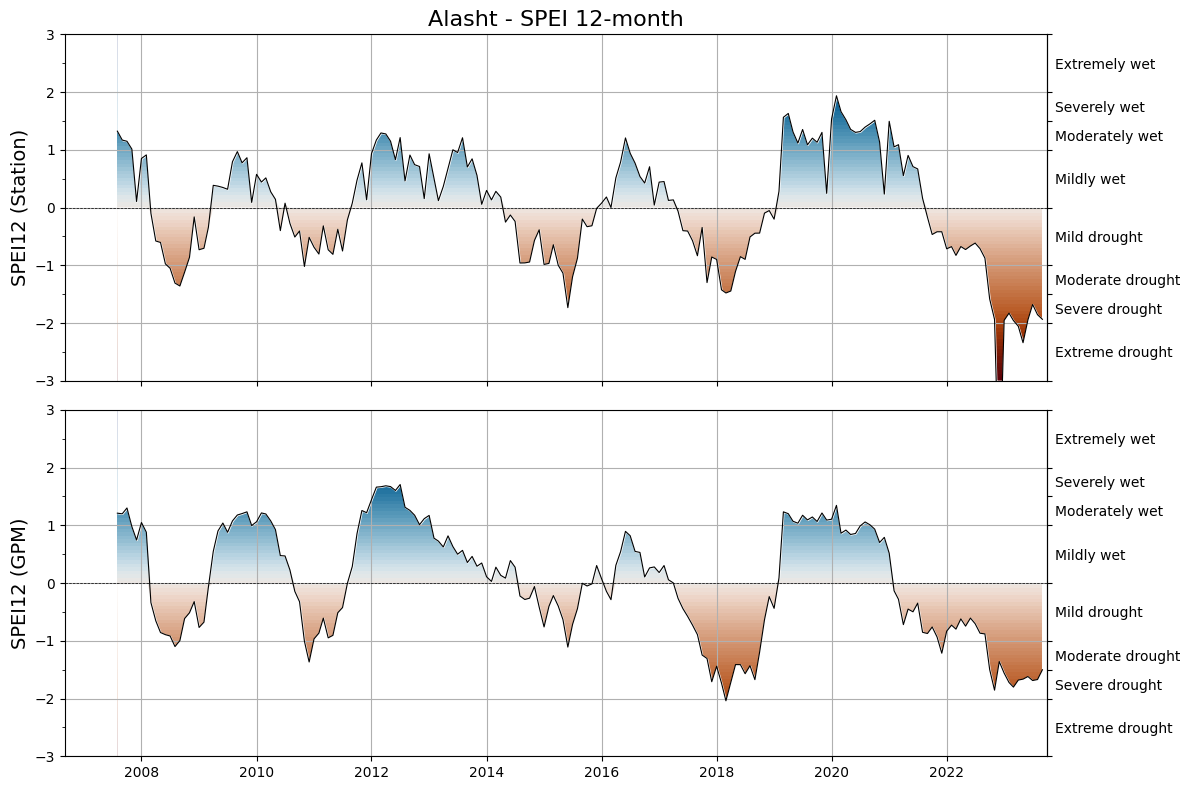 Alasht - SPEI 12-month
SPEI12 (Station)
3
2
1
0
−1
−2
−3
Extremely wet
Severely wet
Moderately wet
Mildly wet
Mild drought
Moderate drought
Severe drought
Extreme drought
SPEI12 (GPM)
3
2
1
0
−1
−2
−3
Extremely wet
Severely wet
Moderately wet
Mildly wet
Mild drought
Moderate drought
Severe drought
Extreme drought
2008 2010 2012 2014 2016 2018 2020 2022